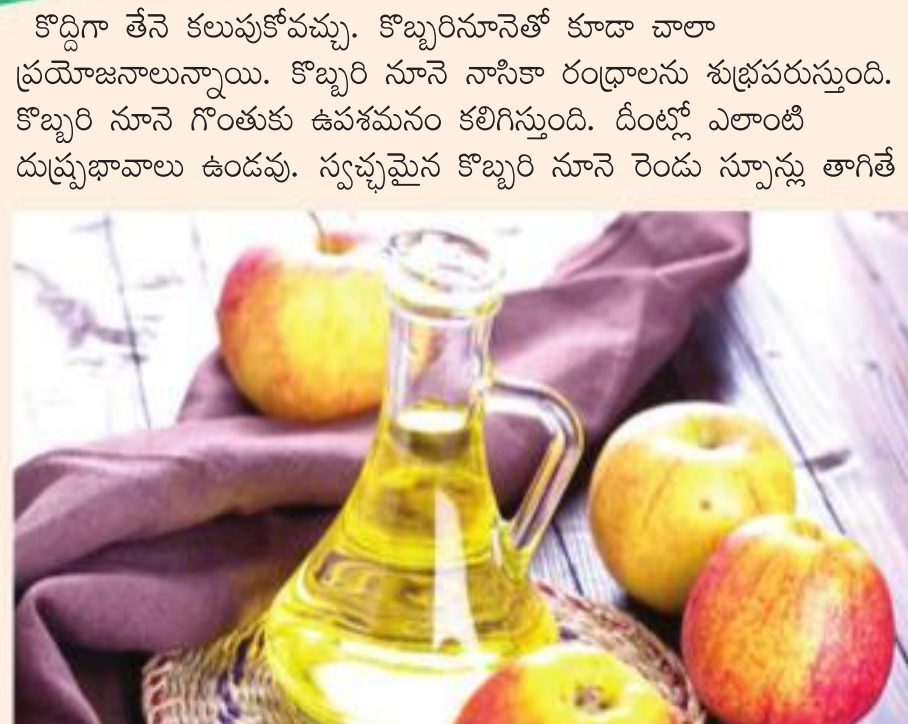 కొద్దిగా తేనె కలుపుకోవచ్చు. కొబ్బరినూనెతో కూడా చాలా
ప్రయోజనాలున్నాయి. కొబ్బరి నూనె నాసికా రంధ్రాలను శుభ్రపరుస్తుంది.
కొబ్బరి నూనె గొంతుకు ఉపశమనం కలిగిస్తుంది. దీంట్లో ఎలాంటి
దుష్ప్రభావాలు ఉండవు. స్వచ్ఛమైన కొబ్బరి నూనె రెండు స్పూన్లు తాగితే